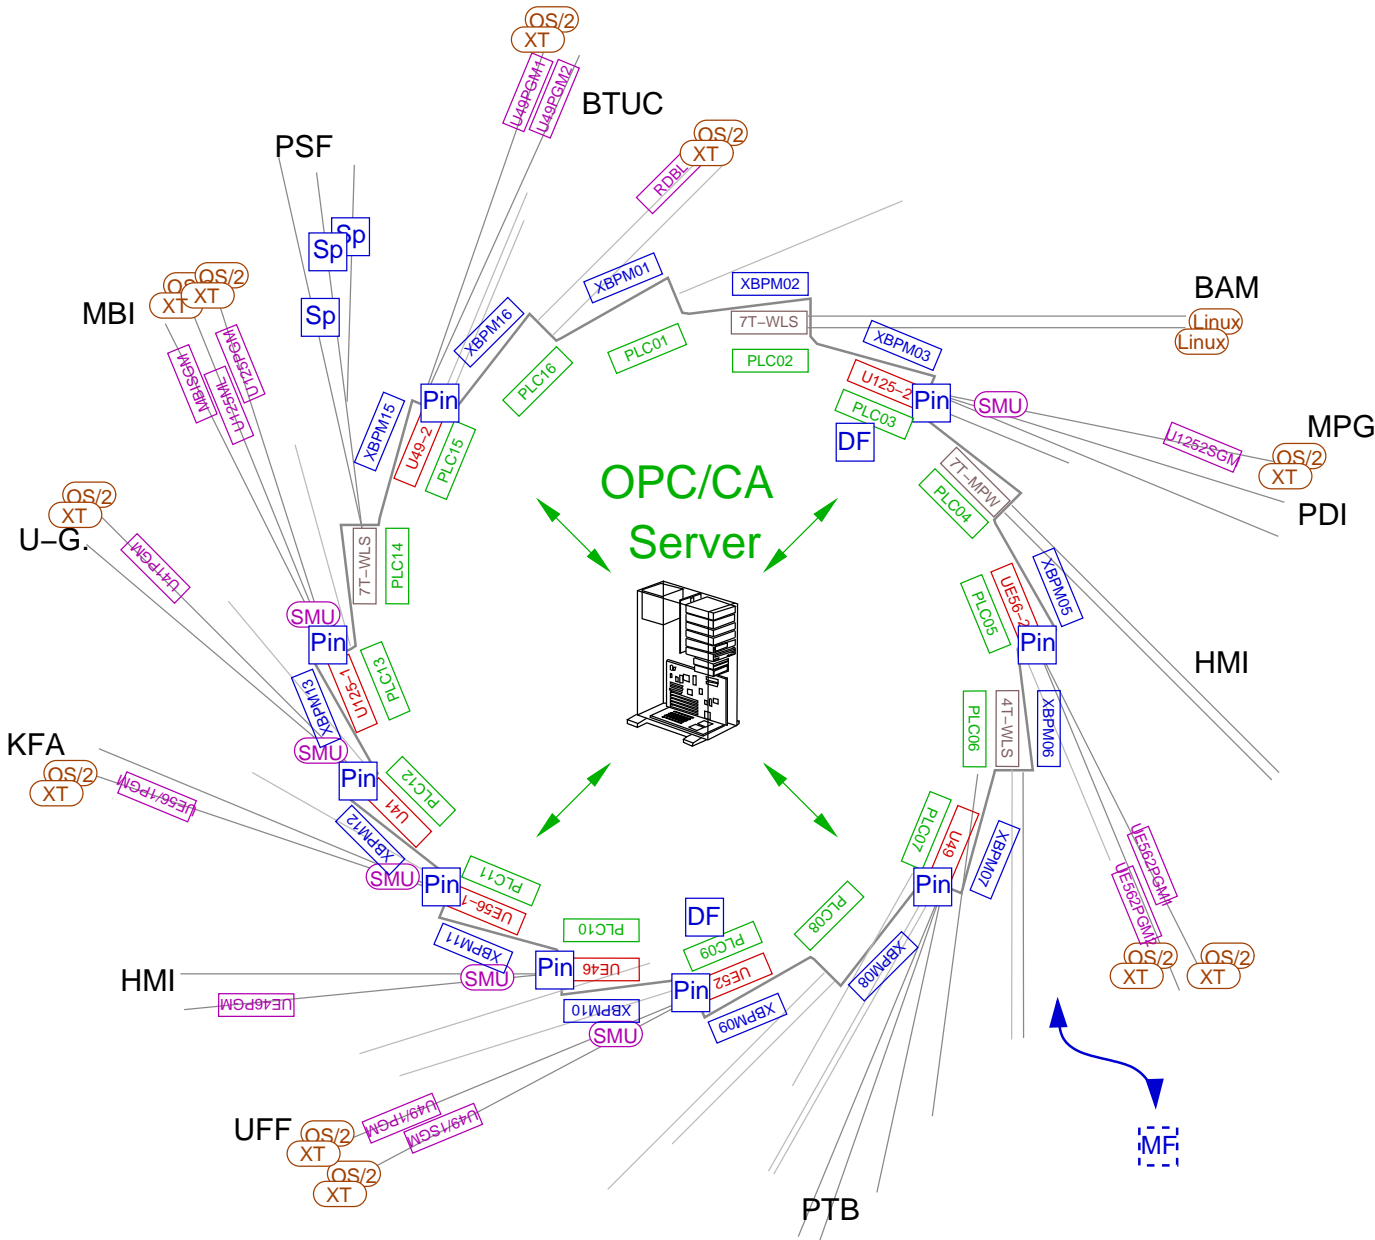 OS/2
XT
U49PGM1
U49PGM2
BTUC
PSF
OS/2
XT
RDBL
Sp
Sp
Sp
XBPM01
XBPM02
BAM
OS/2
XT
OS/2
XT
MBI
7T-WLS
Linux
Linux
XBPM16
XBPM03
PLC01
PLC02
U125PGM
U125ML
MBISGM
PLC16
U125-2
Pin
SMU
Pin
PLC03
MPG
XBPM15
U49-2
PLC15
DF
U1252SGM
OS/2
XT
OPC/CA
Server
7T-MPW
PLC04
PDI
OS/2
XT
U-G.
U41PGM
7T-WLS
PLC14
XBPM05
UE56-2
PLC05
SMU
Pin
Pin
HMI
PLC13
U125-1
XBPM13
PLC06
4T-WLS
XBPM06
KFA
SMU
OS/2
XT
UE56/1PGM
Pin
PLC12
U41
XBPM12
PLC07
U49
XBPM07
SMU
Pin
PLC11
UE56-1
Pin
UE562PGM1
UE562PGM2
DF
PLC08
PLC10
PLC09
XBPM11
XBPM08
HMI
SMU
Pin
UE46
UE52
Pin
OS/2
XT
OS/2
XT
UE46PGM
XBPM10
XBPM09
SMU
U49/1PGM
U49/1SGM
UFF
OS/2
XT
OS/2
XT
MF
PTB